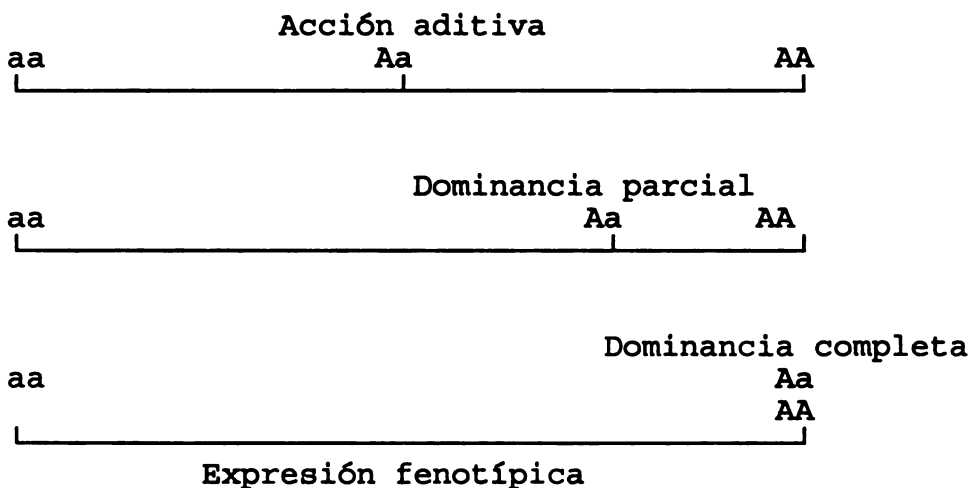 Acción aditiva
aa Aa AA
Dominancia parcial
aa Aa AA
Dominancia completa
aa Aa
AA
Expresión fenotípica